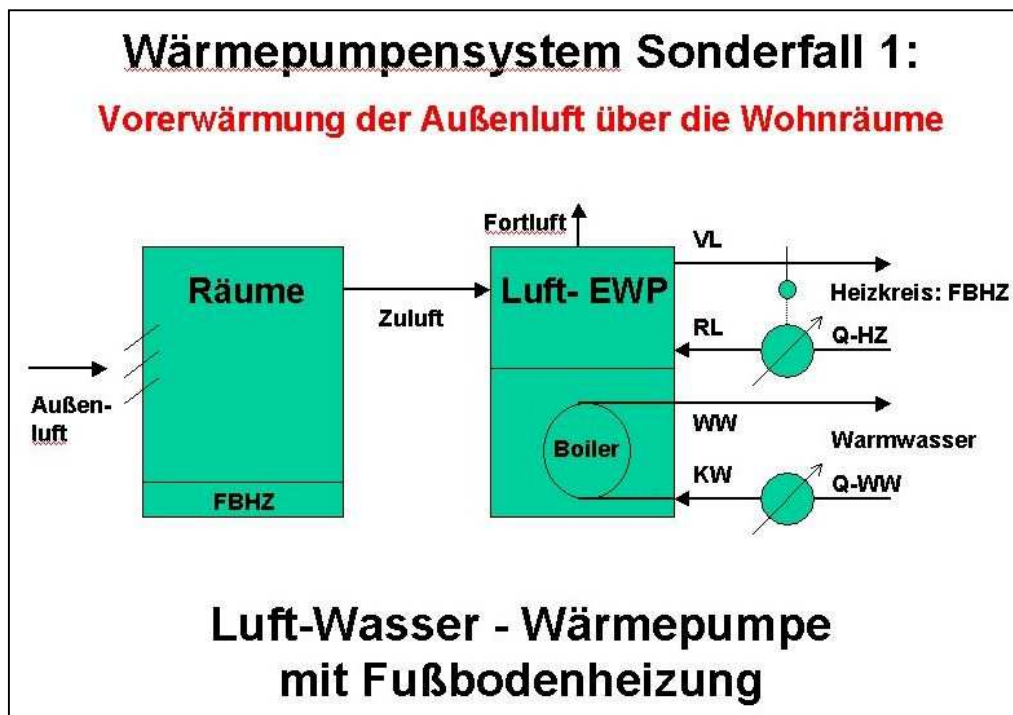 Wärmepumpensystem Sonderfall 1:
Vorerwärmung der Außenluft über die Wohnräume
Fortluft
VL
Räume
Luft- EWP
Heizkreis: FBHZ
Zuluft
RL
Q-HZ
Außen-
luft
WW
Boiler
Warmwasser
KW
Q-WW
FBHZ
Luft-Wasser - Wärmepumpe
mit Fußbodenheizung